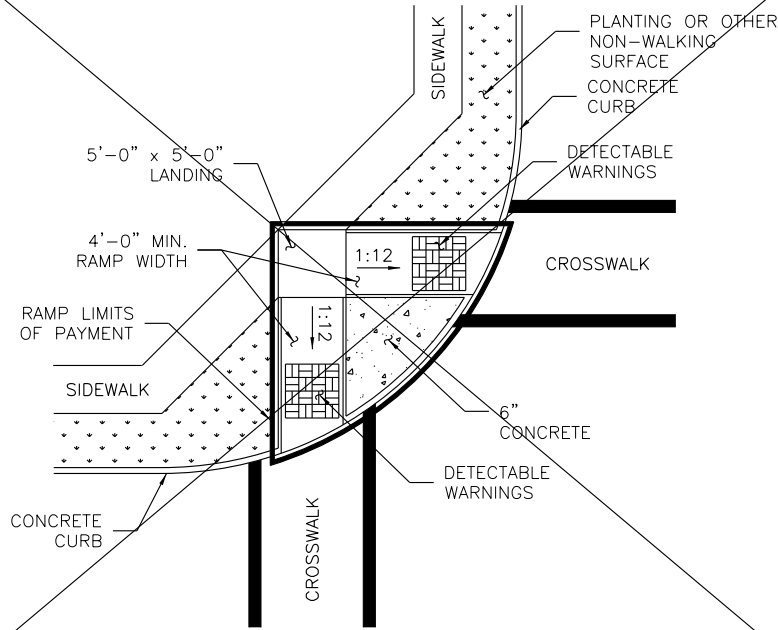 SIDEWALK
PLANTING OR OTHER
NON-WALKING
SURFACE
CONCRETE
CURB
5'-0" x 5'-0"
LANDING
DETECTABLE
WARNINGS
4'-0" MIN.
RAMP WIDTH
1:12
CROSSWALK
RAMP LIMITS
OF PAYMENT
1:12
SIDEWALK
6"
CONCRETE
DETECTABLE
WARNINGS
CONCRETE
CURB
CROSSWALK